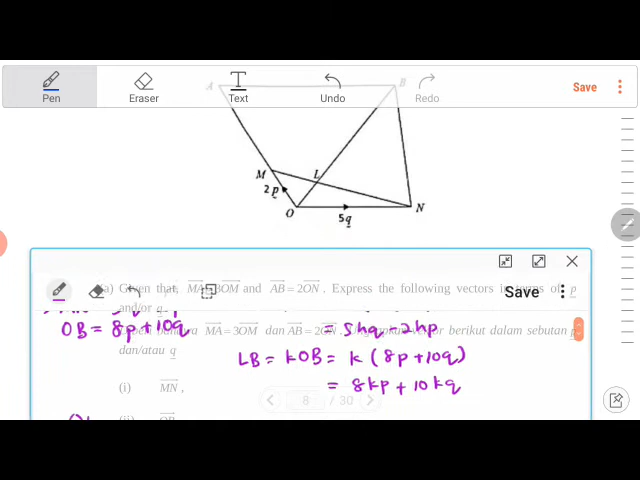 A B
Pen Eraser Text Undo Redo Save
M L
2p
O 5q N
(a) Given that, MA = 3OM and AB = 2ON . Express the following vectors in terms of p
Save
and/or q
OB = 8p + 10q
= 5hq - 2hp
MA = 3OM dan AB = 2ON
vektor berikut dalam sebutan p
dan/atau q
LB = kOB = k (8p + 10q)
(i) MN ,
= 8kp + 10kq
8 / 30